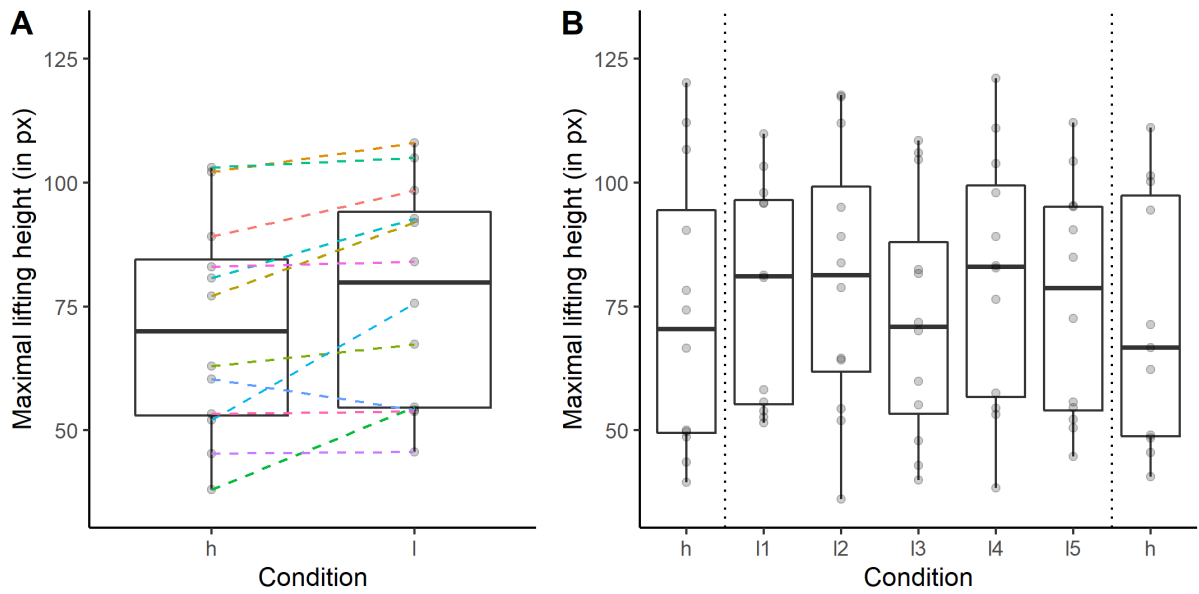 A
Maximal lifting height (in px)
125
100
75
50
h
l
Condition
B
Maximal lifting height (in px)
125
100
75
50
h
l1
l2
l3
l4
l5
h
Condition